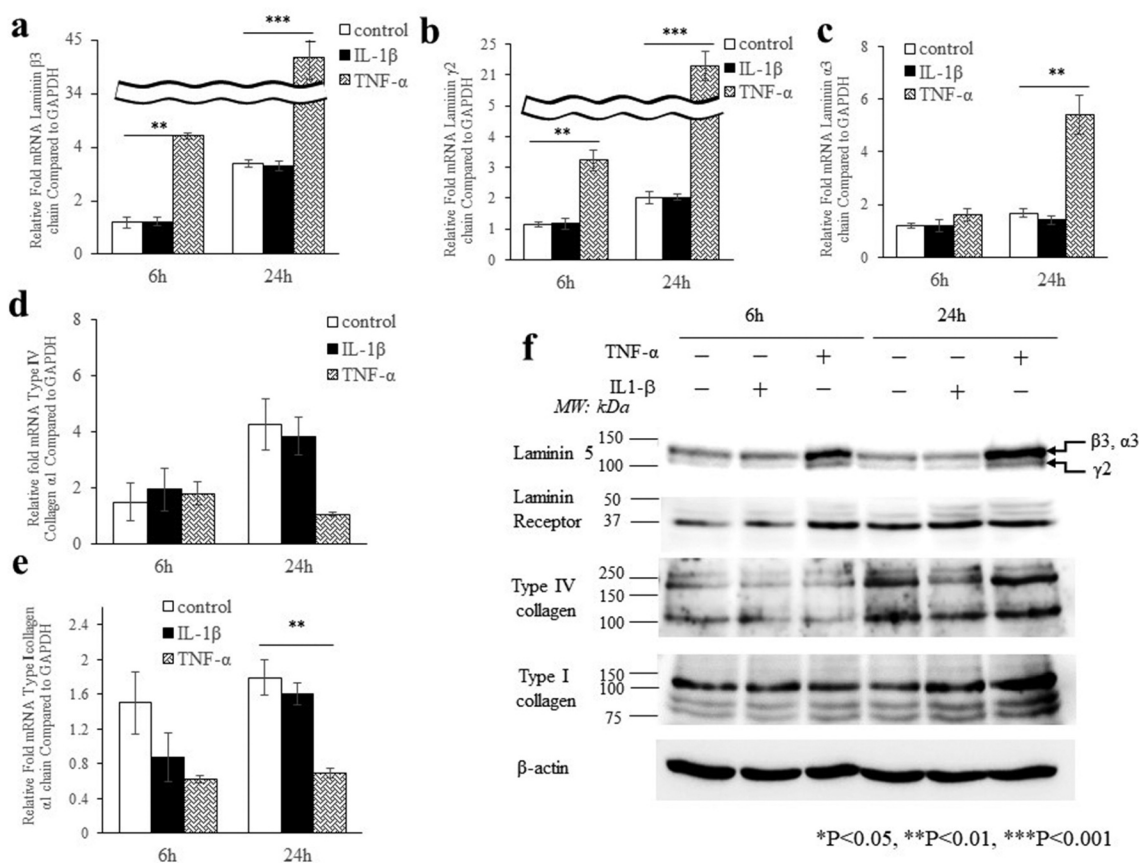 a
Relative Fold mRNA Laminin β3
chain Compared to GAPDH
45
34
4
2
0
***
**
control
IL-1β
TNF-α
6h
24h
b
Relative Fold mRNA Laminin γ2
chain Compared to GAPDH
25
21
5
4
3
2
1
0
***
**
control
IL-1β
TNF-α
6h
24h
c
Relative Fold mRNA Laminin α3
chain Compared to GAPDH
8
6
4
2
0
control
IL-1β
TNF-α
**
6h
24h
d
Relative fold mRNA Type IV
Collagen α1 Compared to GAPDH
8
6
4
2
0
control
IL-1β
TNF-α
6h
24h
e
Relative Fold mRNA Type I collagen
α1 chain Compared to GAPDH
2.4
2
1.6
1.2
0.8
0.4
0
control
IL-1β
TNF-α
**
6h
24h
f
6h 24h
TNF-α − − + − − +
IL1-β − + − − + −
MW: kDa
Laminin 5
150
100
β3, α3
γ2
Laminin
Receptor
50
37
Type IV
collagen
250
150
100
Type I
collagen
150
100
75
β-actin
*P<0.05, **P<0.01, ***P<0.001